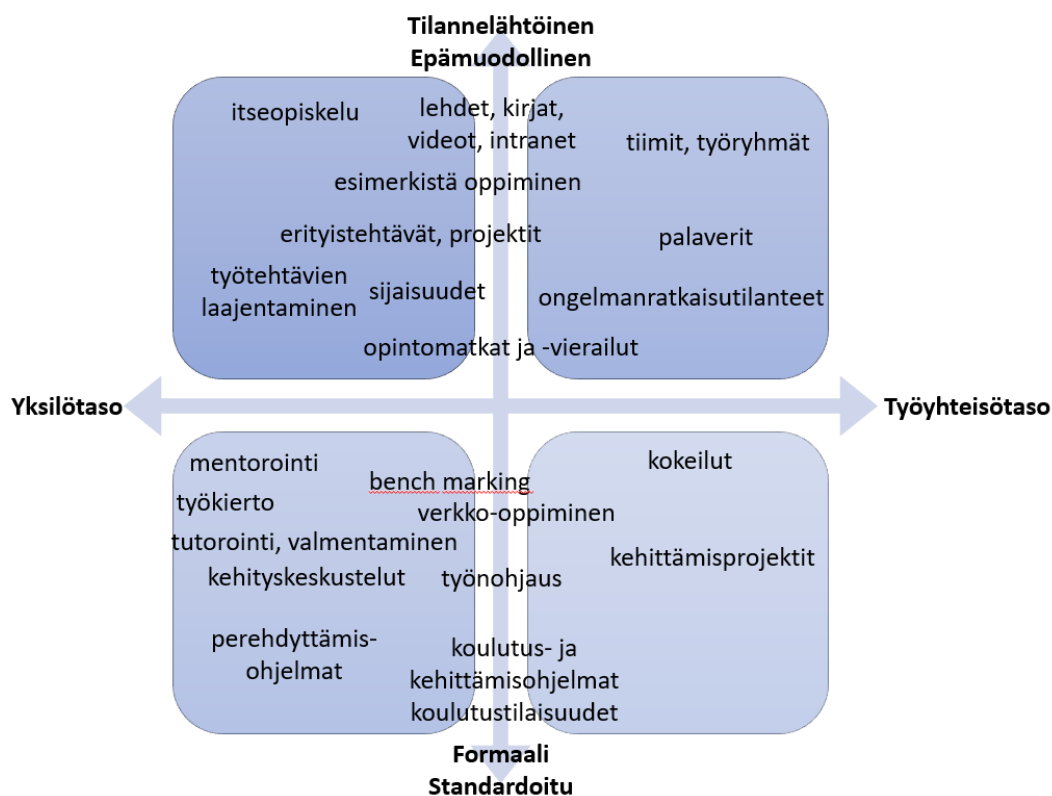 Tilannelähtöinen
Epämuodollinen
itseopiskelu
lehdet, kirjat,
videot, intranet
tiimit, työryhmät
esimerkistä oppiminen
erityistehtävät, projektit
palaverit
työtehtävien
laajentaminen
sijaisuudet
ongelmanratkaisutilanteet
opintomatkat ja -vierailut
Yksilötaso
Työyhteisötaso
mentorointi
kokeilut
bench marking
työkierto
verkko-oppiminen
tutorointi, valmentaminen
kehittämisprojektit
kehityskeskustelut
työnohjaus
perehdyttämis-
ohjelmat
koulutus- ja
kehittämisohjelmat
koulutustilaisuudet
Formaali
Standardoitu